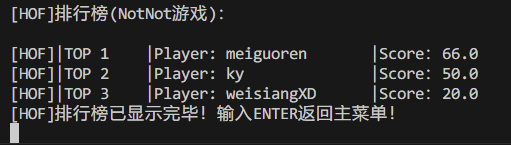 [HOF]排行榜(NotNot游戏):
[HOF]|TOP 1    |Player: meiguoren       |Score: 66.0
[HOF]|TOP 2    |Player: ky              |Score: 50.0
[HOF]|TOP 3    |Player: weisiangXD      |Score: 20.0
[HOF]排行榜已显示完毕！输入ENTER返回主菜单！